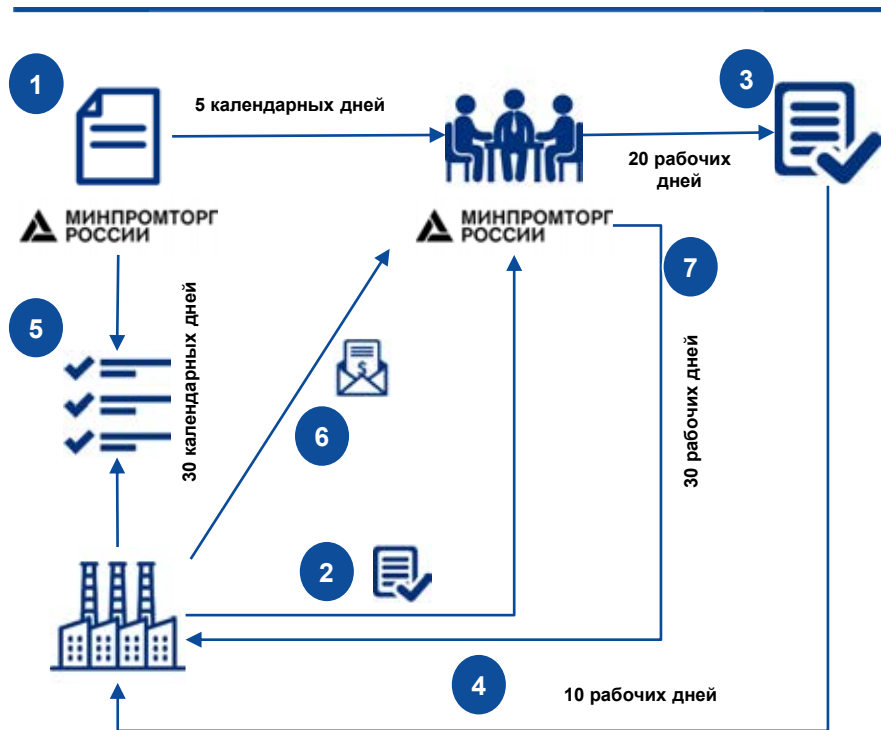 1
5 календарных дней
3
20 рабочих
дней
МИНПРОМТОРГ
РОССИИ
МИНПРОМТОРГ
РОССИИ
7
5
30 календарных дней
$
6
30 рабочих дней
2
4
10 рабочих дней